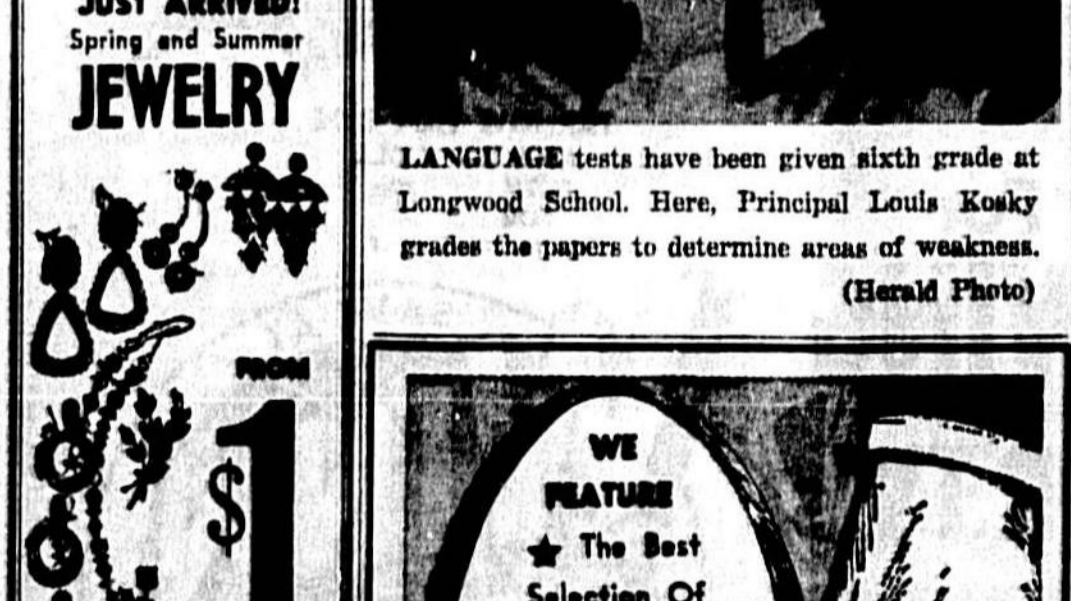 JUST ARRIVED!
Spring and Summer
JEWELRY
FROM
$1
LANGUAGE tests have been given sixth grade at
Longwood School. Here, Principal Louis Kosky
grades the papers to determine areas of weakness.
(Herald Photo)
WE
FEATURE
★ The Best
Selection Of